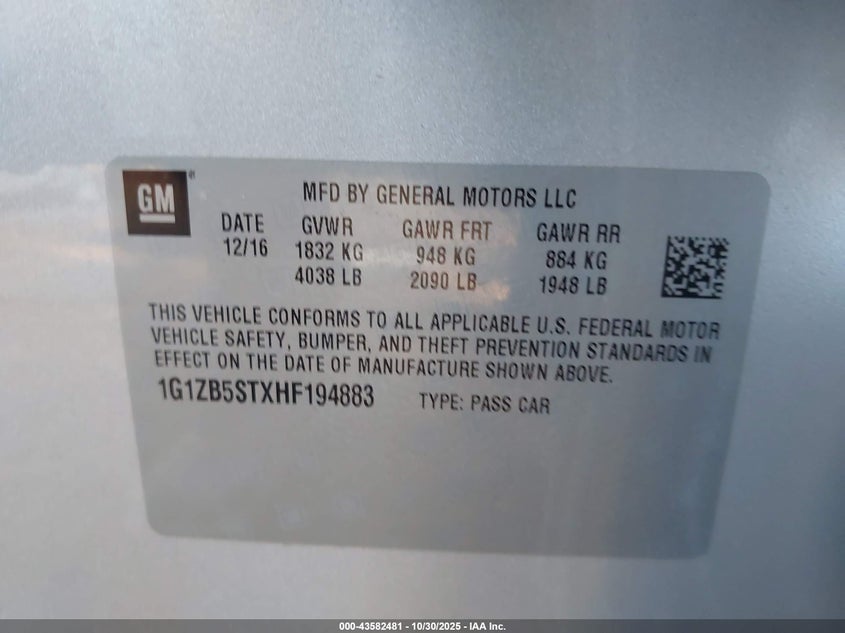 GM
MFD BY GENERAL MOTORS LLC
DATE GVWR GAWR FRT GAWR RR
12/16 1832 KG 948 KG 884 KG
4038 LB 2090 LB 1948 LB
THIS VEHICLE CONFORMS TO ALL APPLICABLE U.S. FEDERAL MOTOR
VEHICLE SAFETY, BUMPER, AND THEFT PREVENTION STANDARDS IN
EFFECT ON THE DATE OF MANUFACTURE SHOWN ABOVE.
1G1ZB5STXHF194883 TYPE: PASS CAR
000-43582481 - 10/30/2025 - IAA Inc.